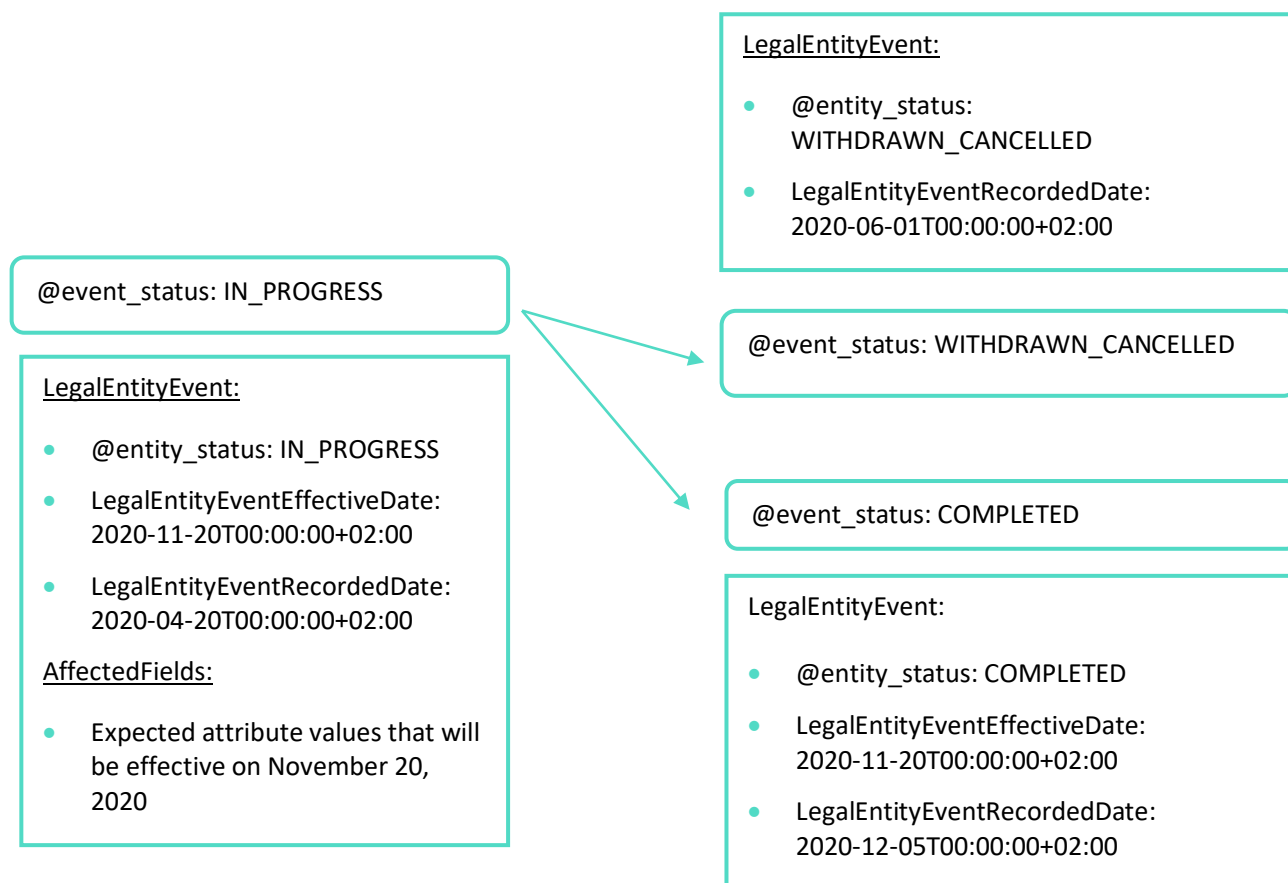 @event_status: IN_PROGRESS
LegalEntityEvent:
@entity_status: IN_PROGRESS
LegalEntityEventEffectiveDate:
2020-11-20T00:00:00+02:00
LegalEntityEventRecordedDate:
2020-04-20T00:00:00+02:00
AffectedFields:
Expected attribute values that will
be effective on November 20,
2020
LegalEntityEvent:
@entity_status:
WITHDRAWN_CANCELLED
LegalEntityEventRecordedDate:
2020-06-01T00:00:00+02:00
@event_status: WITHDRAWN_CANCELLED
@event_status: COMPLETED
LegalEntityEvent:
@entity_status: COMPLETED
LegalEntityEventEffectiveDate:
2020-11-20T00:00:00+02:00
LegalEntityEventRecordedDate:
2020-12-05T00:00:00+02:00